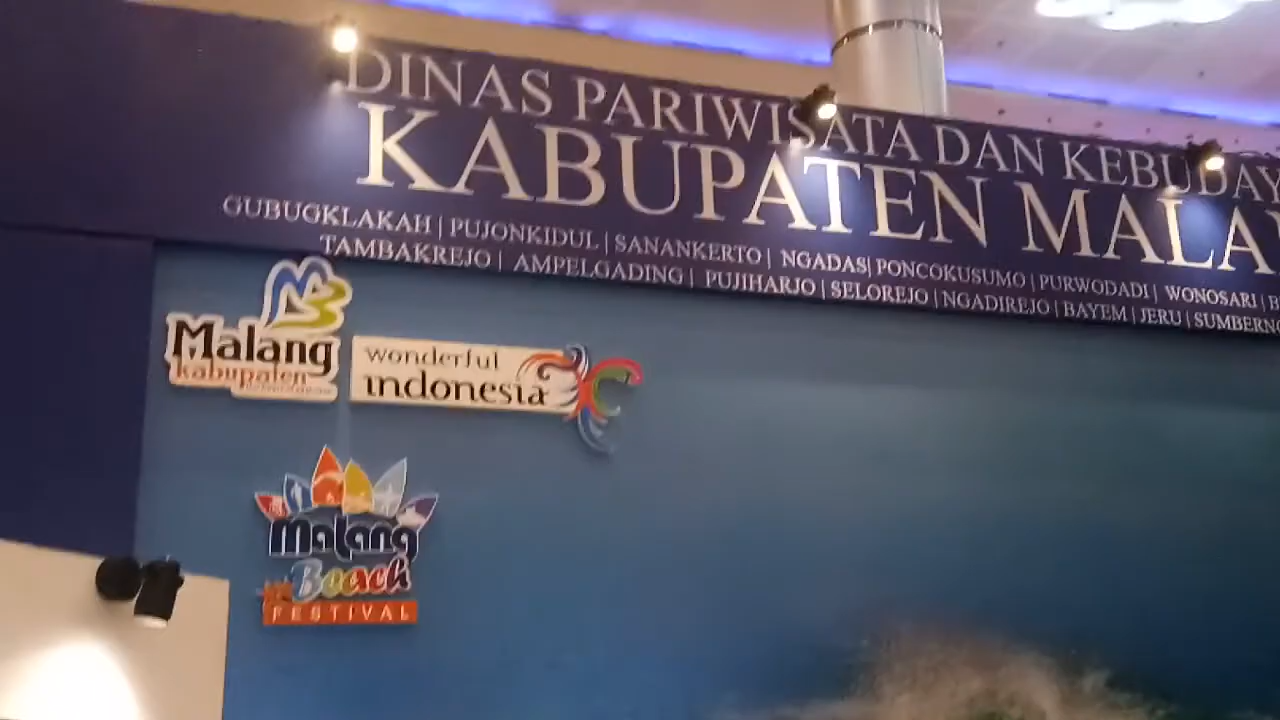 DINAS PARIWISATA DAN KEBUDAY
KABUPATEN MALA
GUBUGKLAKAH | PUJONKIDUL | SANANKERTO | NGADAS| PONCOKUSUMO | PURWODADI | WONOSARI | B
TAMBAKREJO | AMPELGADING | PUJIHARJO | SELOREJO | NGADIREJO | BAYEM | JERU | SUMBERN
Malang
kabupaten
wonderful
indonesia
Malang
Beach
FESTIVAL